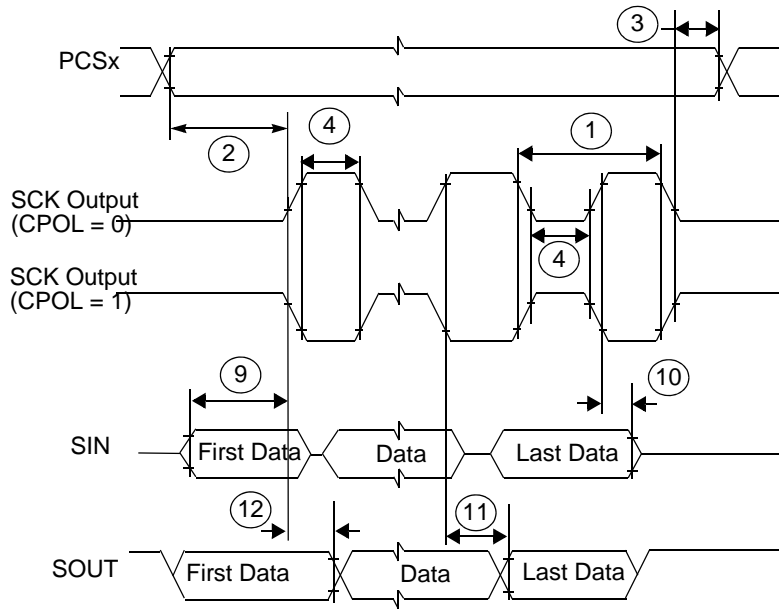 3
PCSx
2
4
1
SCK Output
(CPOL = 0)
4
SCK Output
(CPOL = 1)
9
10
SIN
First Data
Data
Last Data
12
11
SOUT
First Data
Data
Last Data